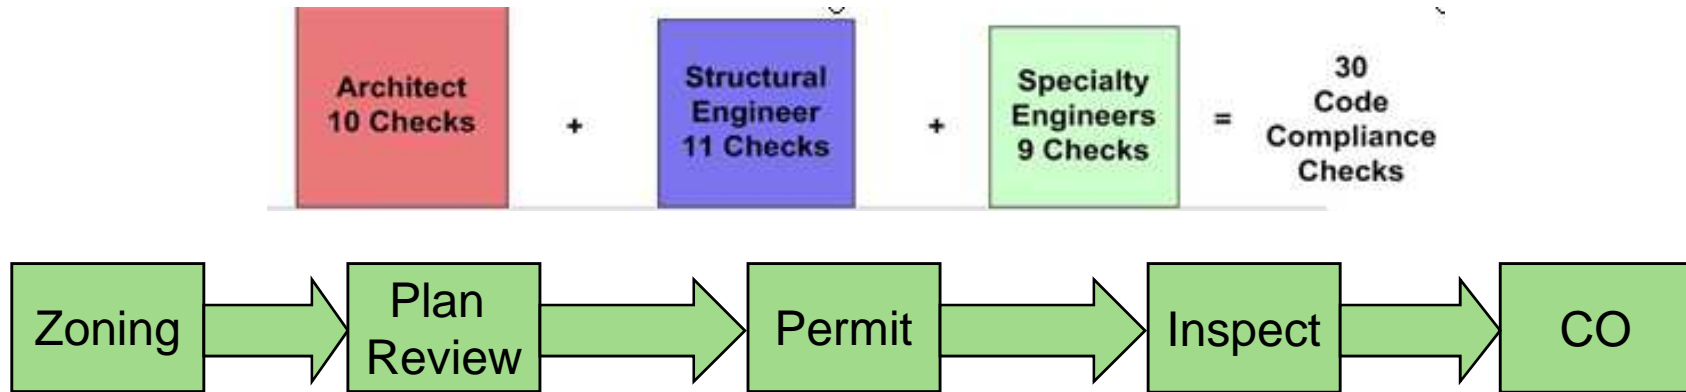 Architect
10 Checks
+
Structural
Engineer
11 Checks
+
Specialty
Engineers
9 Checks
=
30
Code
Compliance
Checks
Zoning
Plan
Review
Permit
Inspect
CO